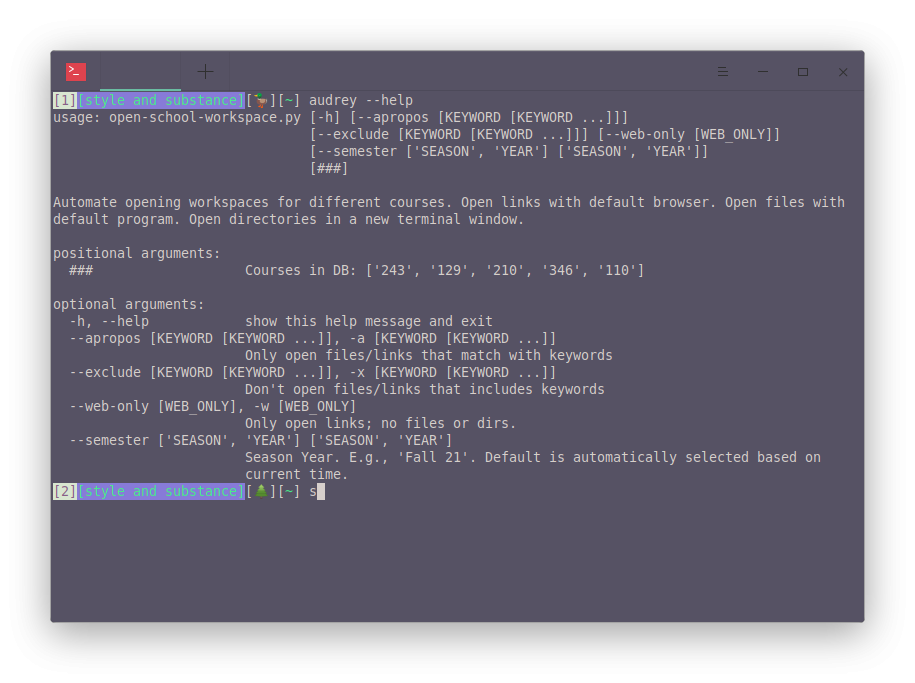 [1][style and substance][🦆][~] audrey --help
usage: open-school-workspace.py [-h] [--apropos [KEYWORD [KEYWORD ...]]]
[--exclude [KEYWORD [KEYWORD ...]]] [--web-only [WEB_ONLY]]
[--semester ['SEASON', 'YEAR'] ['SEASON', 'YEAR']]
[###]
Automate opening workspaces for different courses. Open links with default browser. Open files with
default program. Open directories in a new terminal window.
positional arguments:
### Courses in DB: ['243', '129', '210', '346', '110']
optional arguments:
-h, --help show this help message and exit
--apropos [KEYWORD [KEYWORD ...]], -a [KEYWORD [KEYWORD ...]]
Only open files/links that match with keywords
--exclude [KEYWORD [KEYWORD ...]], -x [KEYWORD [KEYWORD ...]]
Don't open files/links that includes keywords
--web-only [WEB_ONLY], -w [WEB_ONLY]
Only open links; no files or dirs.
--semester ['SEASON', 'YEAR'] ['SEASON', 'YEAR']
Season Year. E.g., 'Fall 21'. Default is automatically selected based on
current time.
[2][style and substance][🌲][~] s